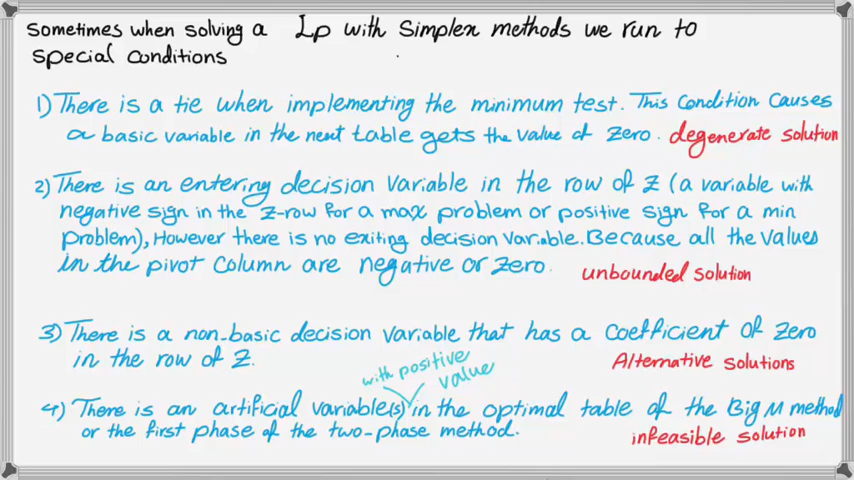 Sometimes when solving a Lp with Simplex methods we run to
special conditions
1) There is a tie when implementing the minimum test. This Condition Causes
a basic variable in the next table gets the value of Zero. degenerate solution
2) There is an entering decision variable in the row of Z (a variable with
negative sign in the Z-row for a max problem or positive sign for a min
problem), However there is no exiting decision variable. Because all the values
in the pivot column are negative or zero. unbounded solution
3) There is a non-basic decision variable that has a coefficient of Zero
in the row of Z. Alternative solutions
with positive
value
4) There is an artificial variable(s) in the optimal table of the Big M method
or the first phase of the two-phase method. infeasible solution